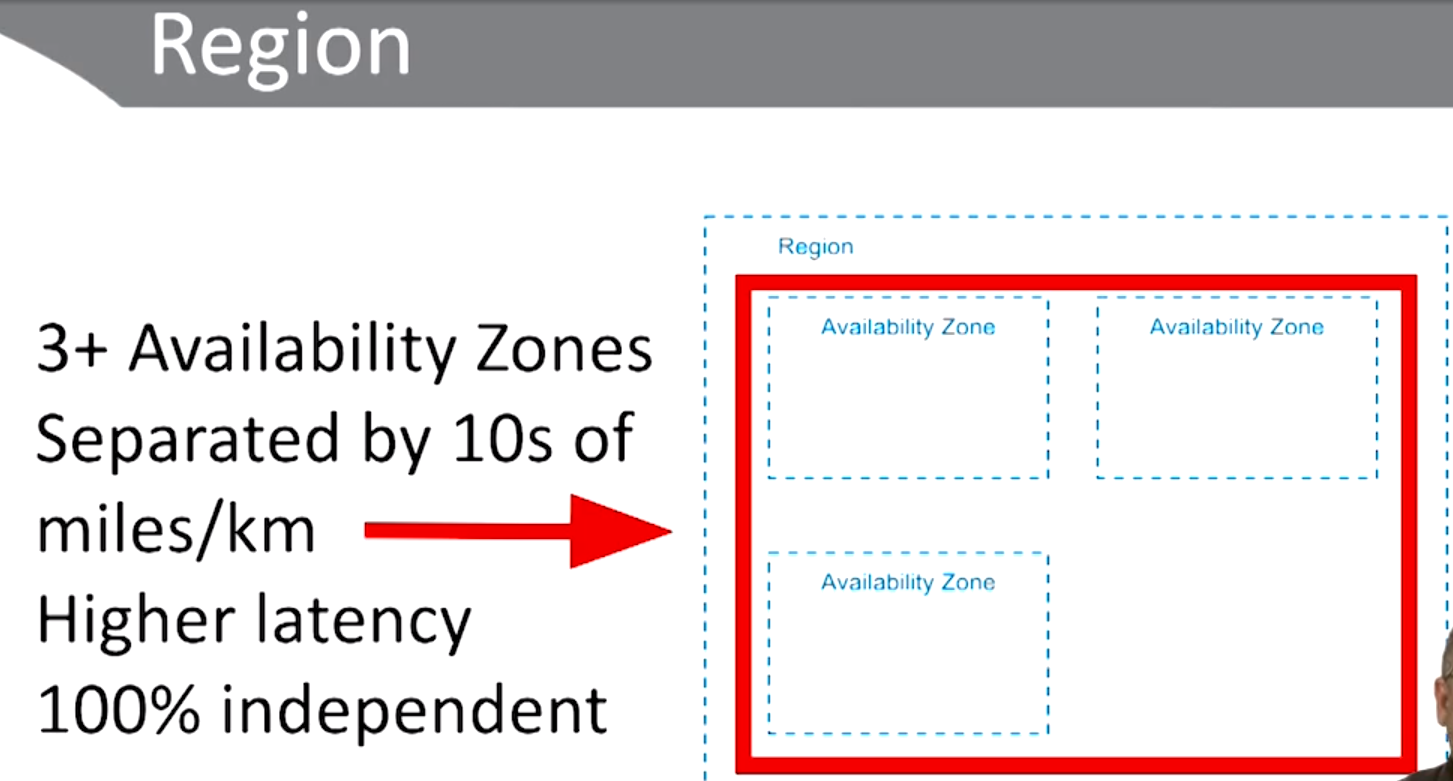 Region
3+ Availability Zones
Separated by 10s of
miles/km
Higher latency
100% independent
Region
Availability Zone
Availability Zone
Availability Zone